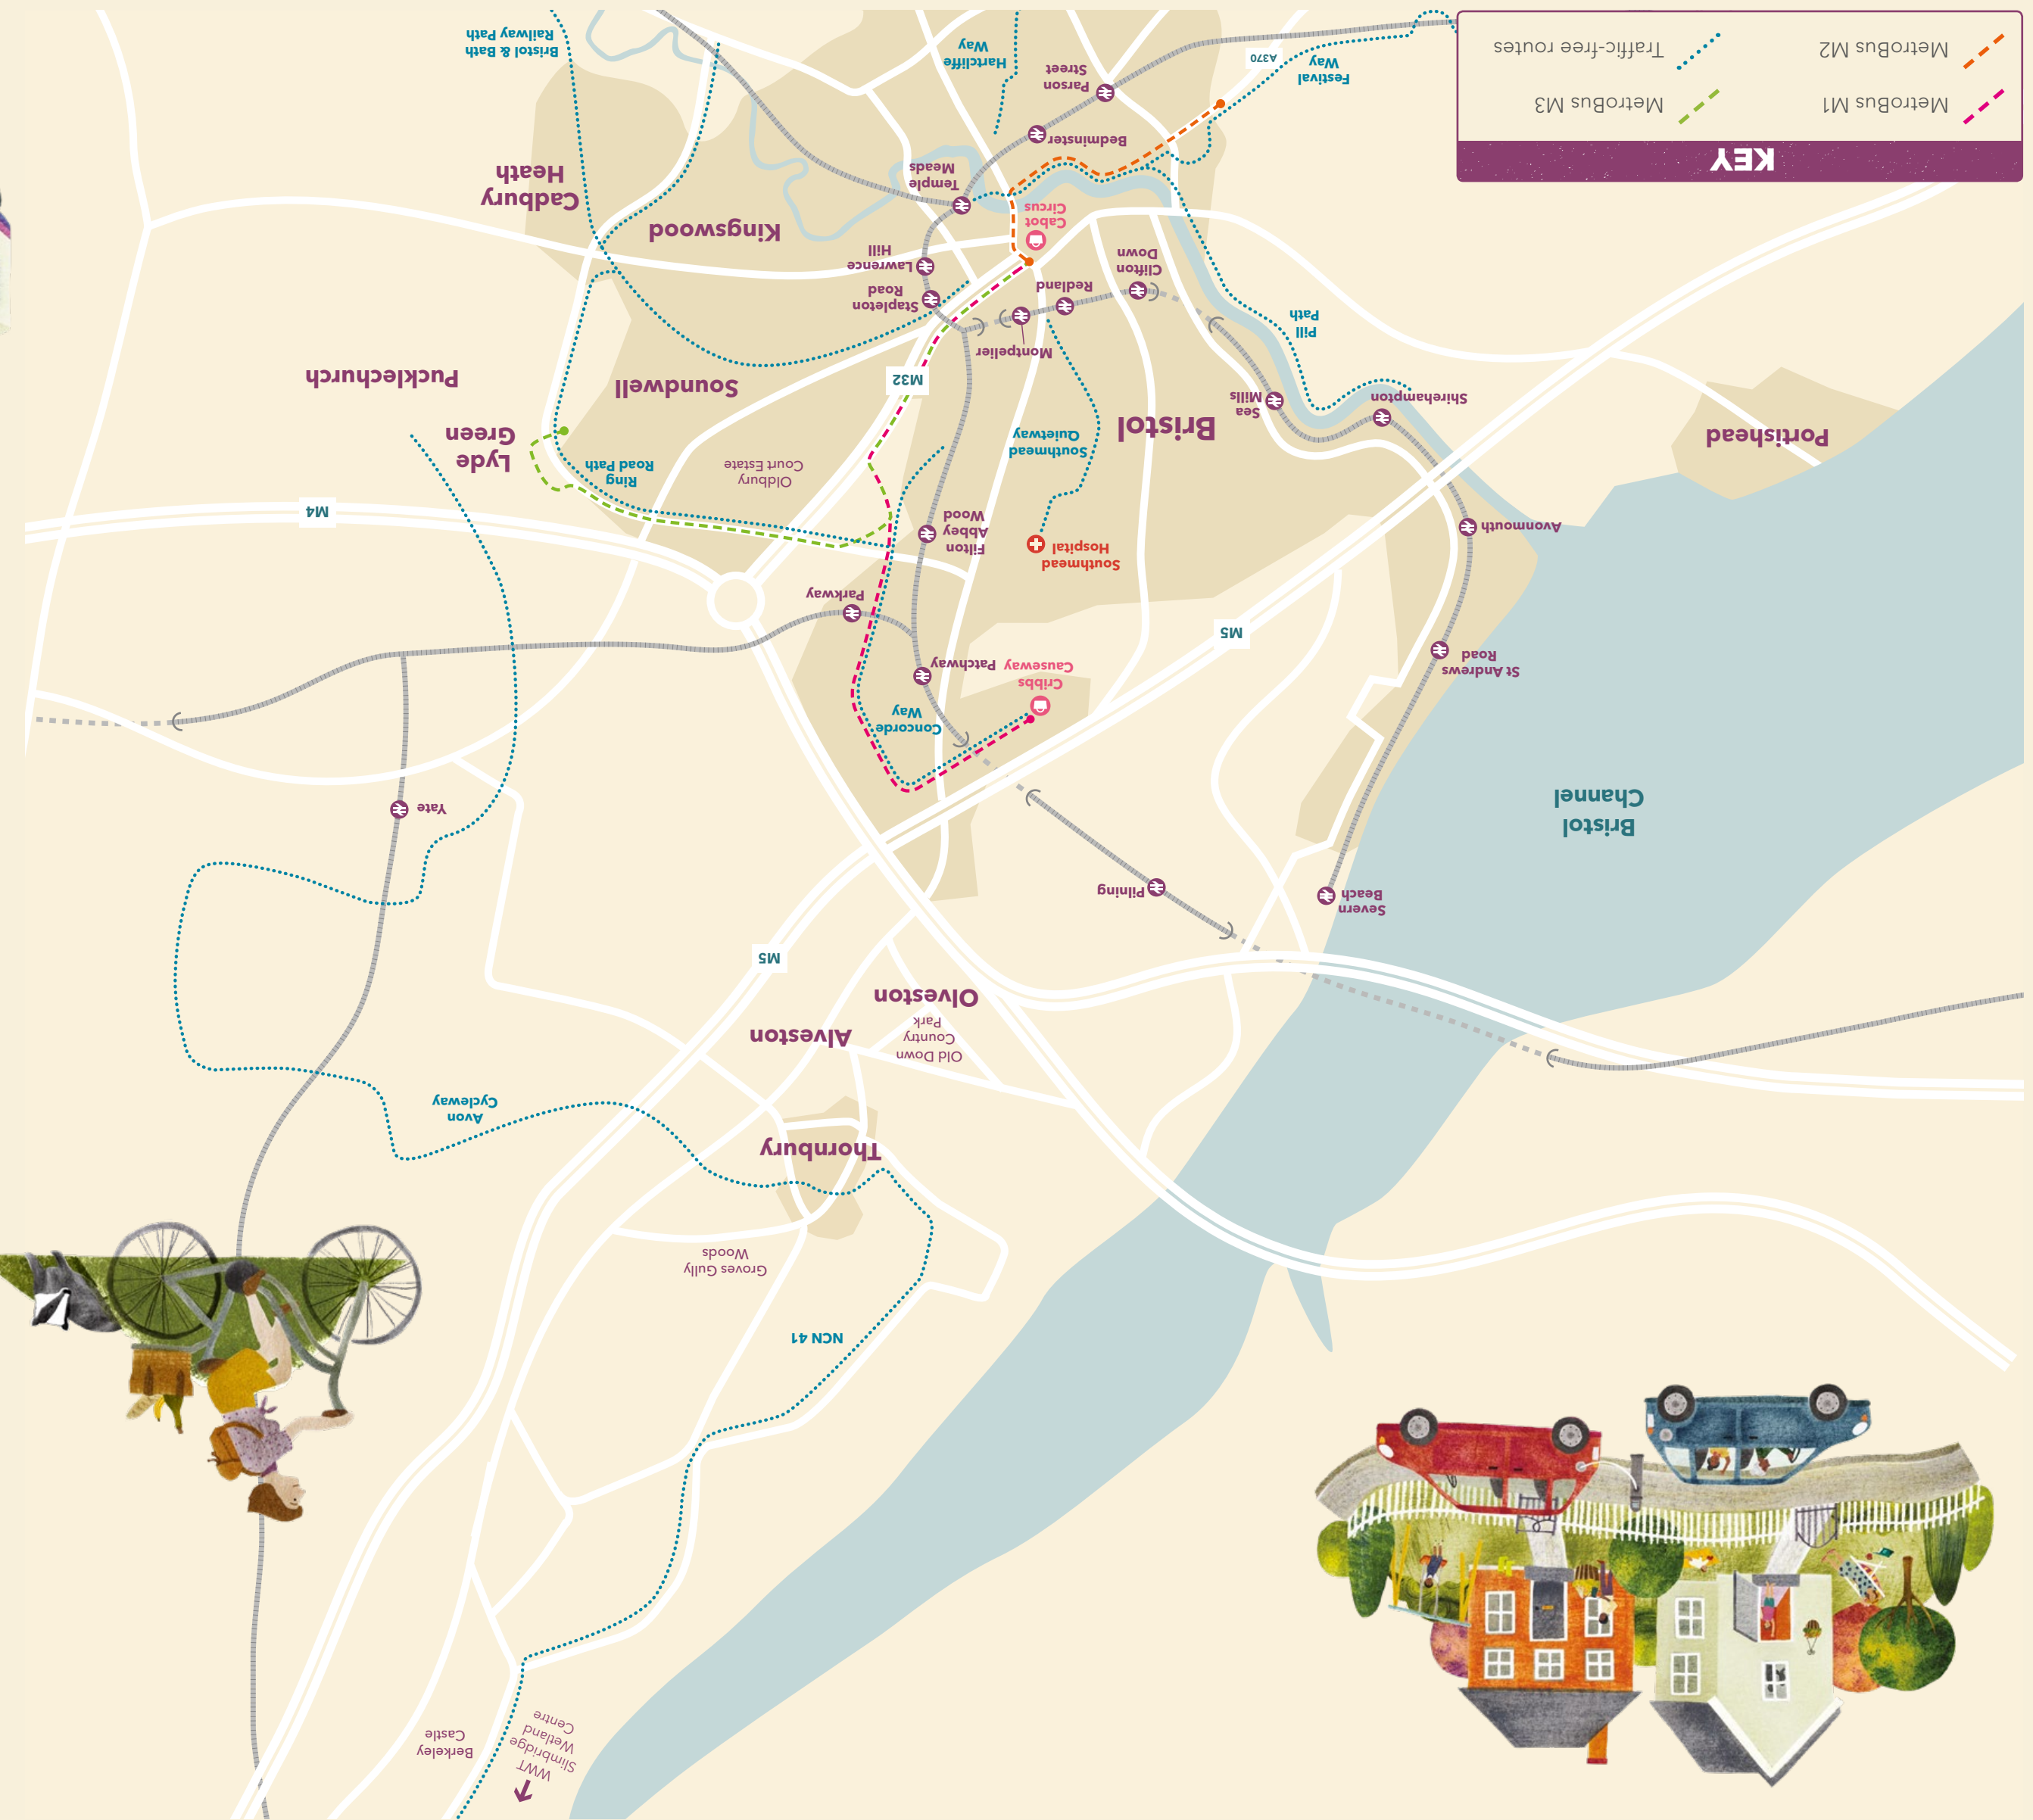 WWT
Slimbridge
Wetland
Centre
Berkeley
Castle
NCN 41
Groves Gully
Woods
Thornbury
Avon
Cycleway
Old Down
Country
Park
Alveston
Olveston
M5
Severn
Beach
Pilning
Bristol
Channel
Yate
Concorde
Way
Cribbs
Causeway
Patchway
St Andrews
Road
M5
Parkway
Southmead
Hospital
Filton
Abbey
Wood
Avonmouth
M4
Oldbury
Court Estate
Ring
Road Path
Lyde
Green
Southmead
Quietway
Bristol
Portishead
Sea
Mills
Shirehampton
Soundwell
M32
Pucklechurch
Montpelier
Pill
Path
Stapleton
Road
Redland
Clifton
Down
Lawrence
Hill
Kingswood
Cabot
Circus
Cadbury
Heath
Temple
Meads
Bedminster
Parson
Street
Festival
Way
A370
Hartcliffe
Way
Bristol & Bath
Railway Path
KEY
MetroBus M1
MetroBus M3
MetroBus M2
Traffic-free routes